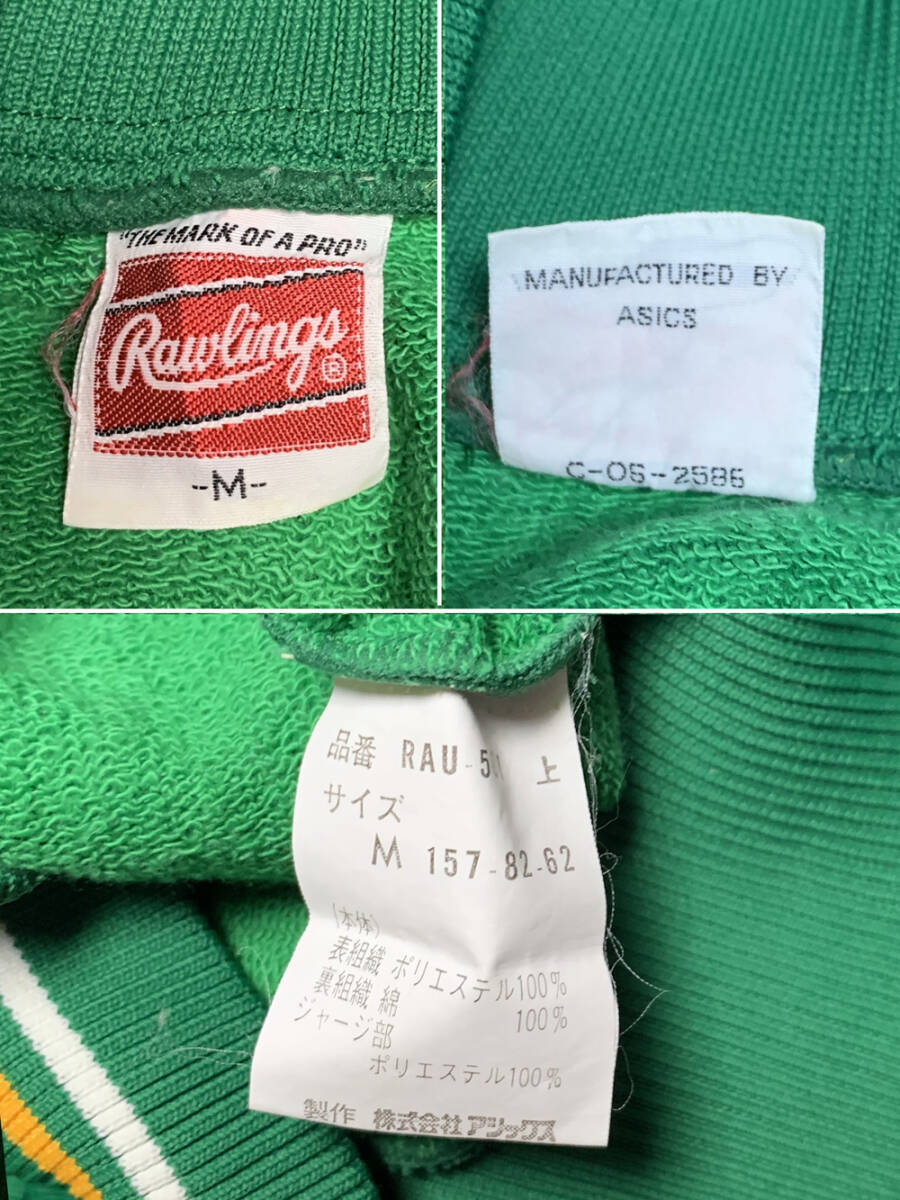 "THE MARK OF A PRO"
Rawlings®
-M-
MANUFACTURED BY
ASICS
C-OS-2586
品番 上
サイズ
M 157-82-62
(本体)
表組織 ポリエステル100%
裏組織 綿 100%
ジャージ部
ポリエステル100%
製作 株式会社アシックス